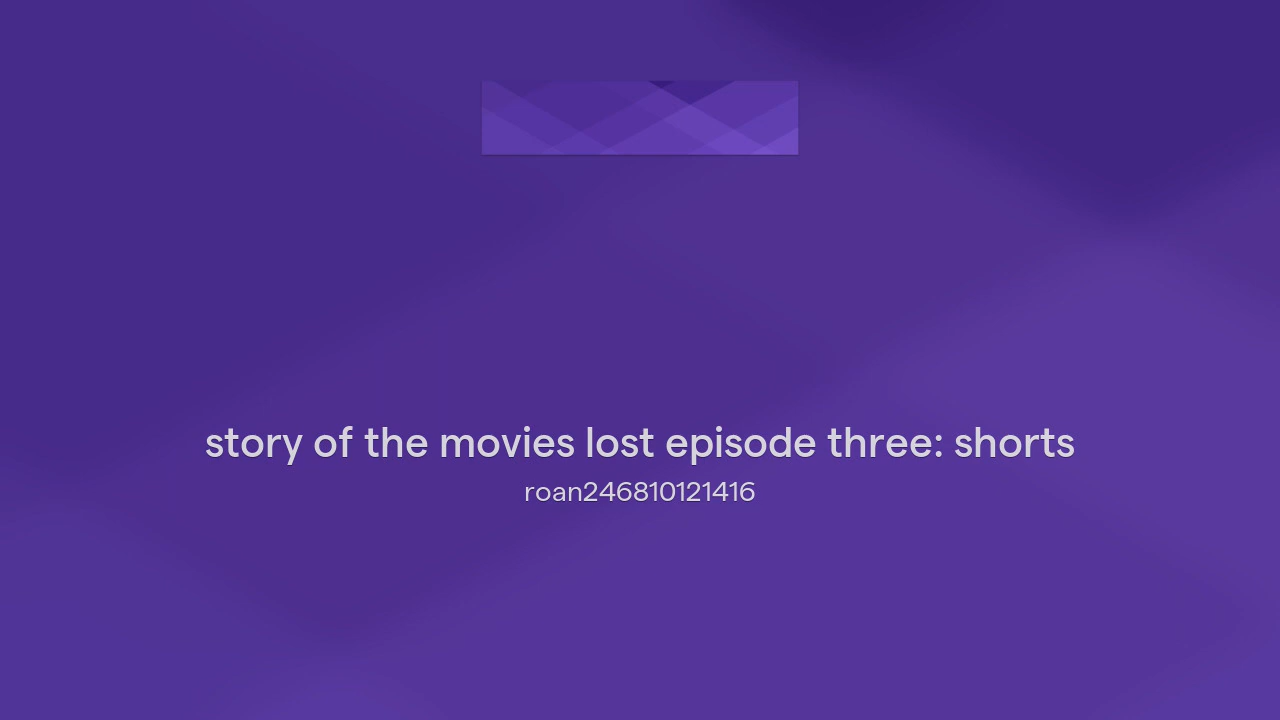 story of the movies lost episode three: shorts
roan246810121416